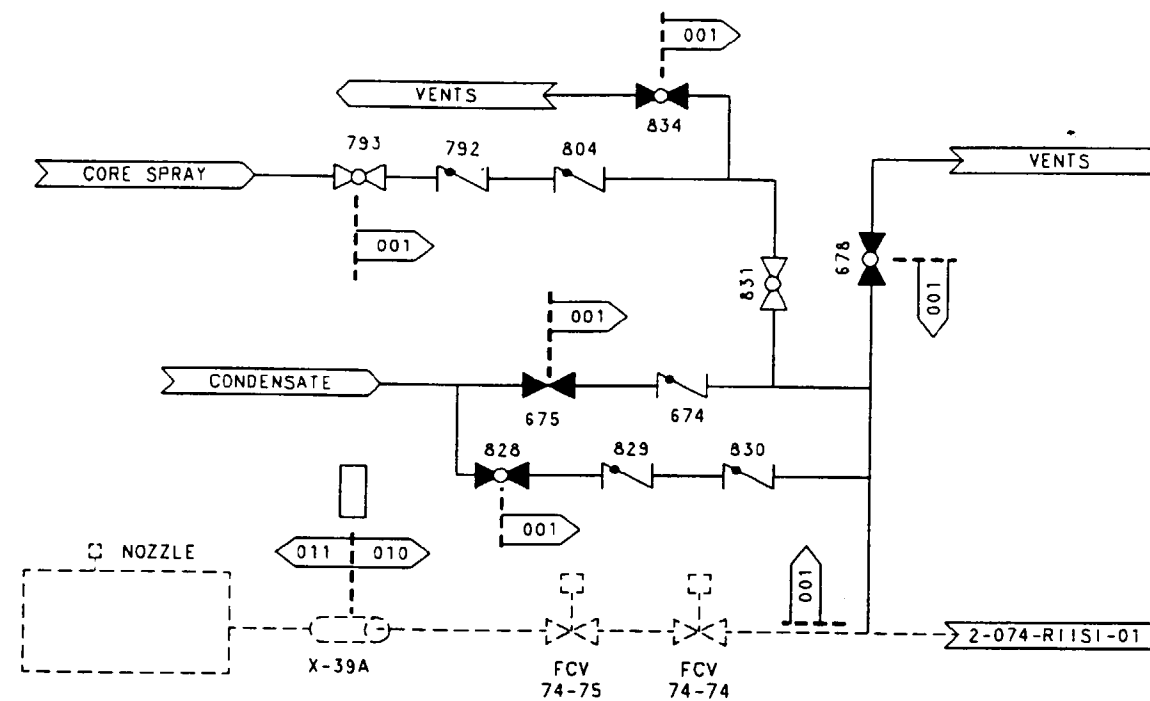 001
VENTS
834
793
792
804
CORE SPRAY
VENTS
001
831
678
001
001
CONDENSATE
675
674
828
829
830
001
NOZZLE
011
010
001
2-074-RIISI-01
X-39A
FCV
74-75
FCV
74-74